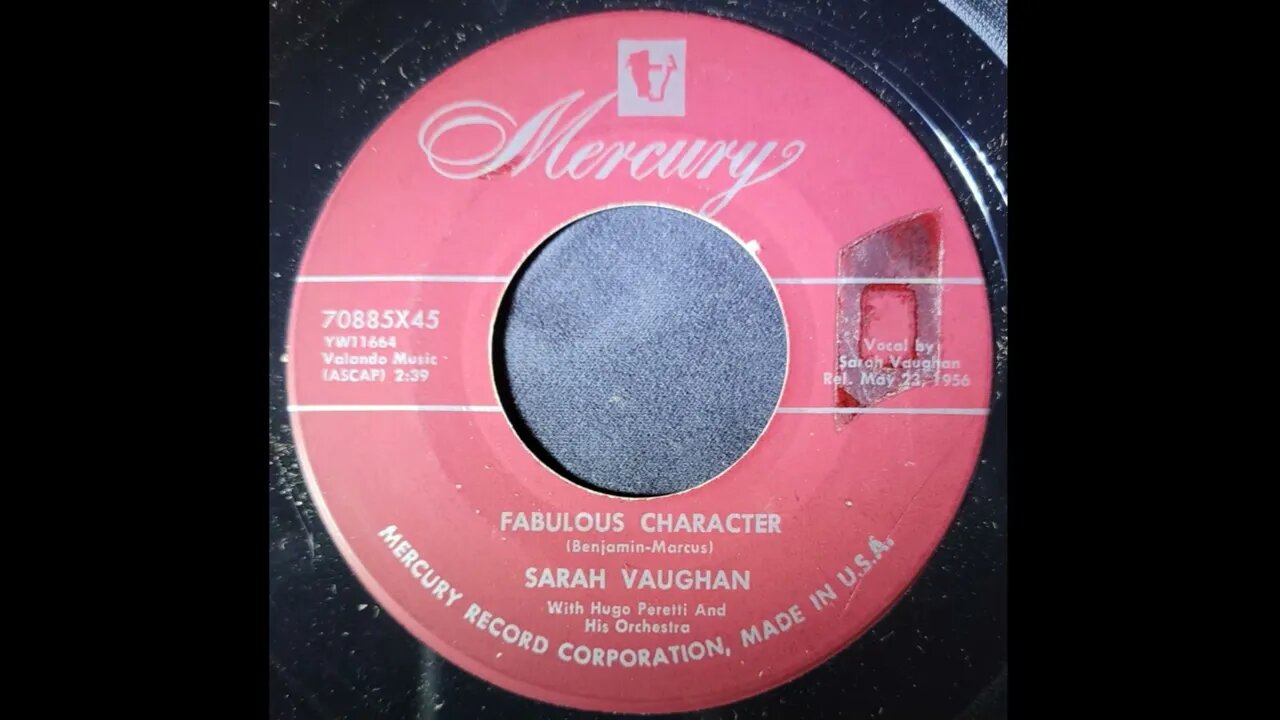 Mercury
70885X45
YW11664
Valando Music
(ASCAP) 2:39
Vocal by
Sarah Vaughan
Rel. May 23, 1956
FABULOUS CHARACTER
(Benjamin-Marcus)
SARAH VAUGHAN
With Hugo Peretti And
His Orchestra
MERCURY RECORD CORPORATION, MADE IN U.S.A.